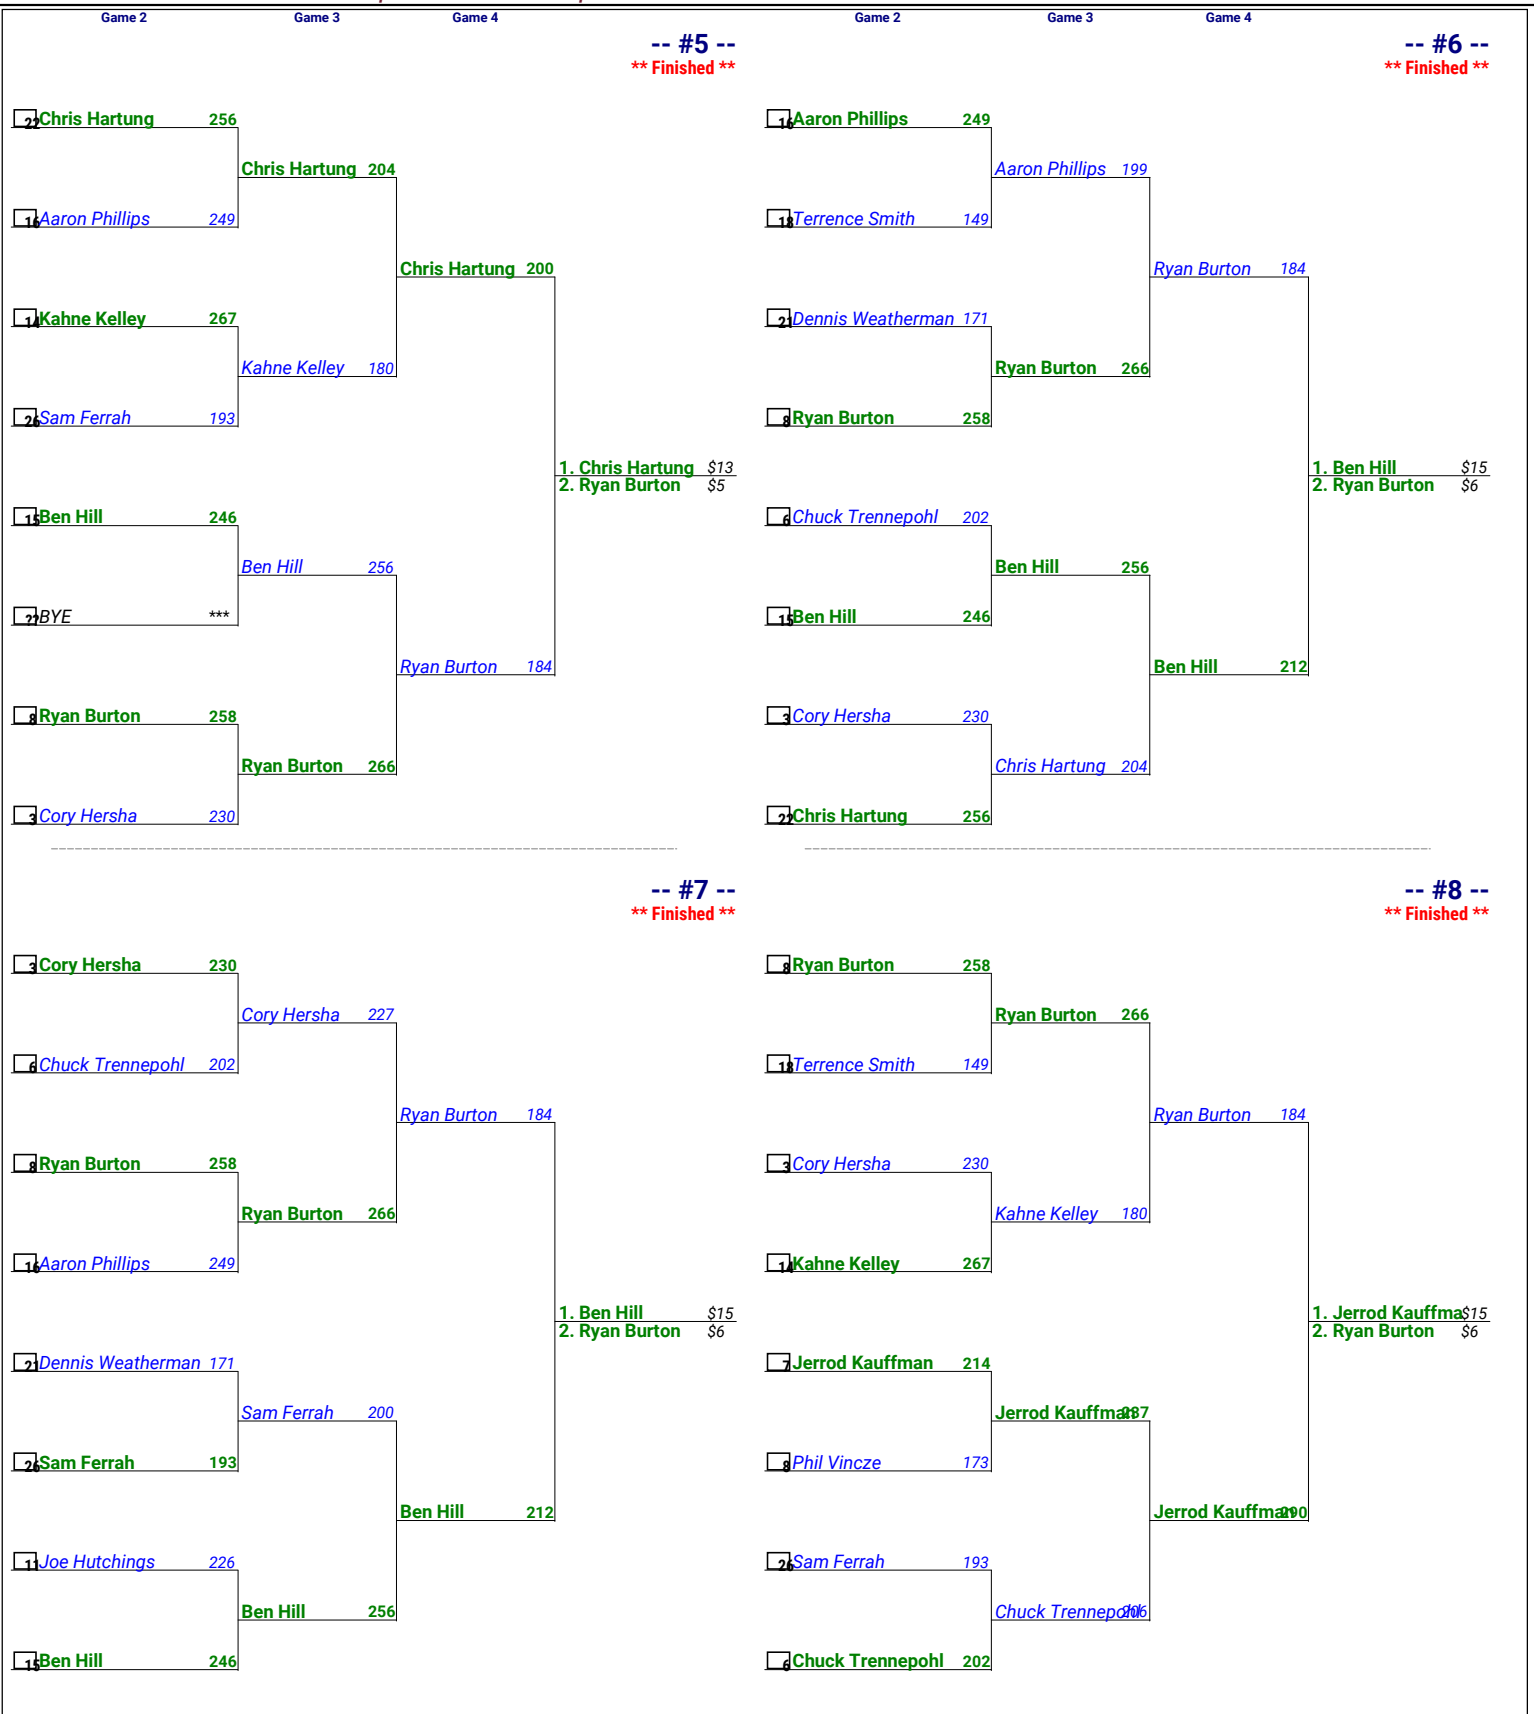 Game 2 Game 3 Game 4 Game 2 Game 3 Game 4
-- #5 --
** Finished **
22 Chris Hartung 256
Chris Hartung 204
16 Aaron Phillips 249
Chris Hartung 200
14 Kahne Kelley 267
Kahne Kelley 180
26 Sam Ferrah 193
1. Chris Hartung $13
2. Ryan Burton $5
15 Ben Hill 246
Ben Hill 256
?? BYE ***
Ryan Burton 184
8 Ryan Burton 258
Ryan Burton 266
3 Cory Hersha 230
-- #6 --
** Finished **
16 Aaron Phillips 249
Aaron Phillips 199
18 Terrence Smith 149
Ryan Burton 184
21 Dennis Weatherman 171
Ryan Burton 266
8 Ryan Burton 258
1. Ben Hill $15
2. Ryan Burton $6
6 Chuck Trennepohl 202
Ben Hill 256
15 Ben Hill 246
Ben Hill 212
3 Cory Hersha 230
Chris Hartung 204
22 Chris Hartung 256
-- #7 --
** Finished **
3 Cory Hersha 230
Cory Hersha 227
6 Chuck Trennepohl 202
Ryan Burton 184
8 Ryan Burton 258
Ryan Burton 266
16 Aaron Phillips 249
1. Ben Hill $15
2. Ryan Burton $6
21 Dennis Weatherman 171
Sam Ferrah 200
26 Sam Ferrah 193
Ben Hill 212
11 Joe Hutchings 226
Ben Hill 256
15 Ben Hill 246
-- #8 --
** Finished **
8 Ryan Burton 258
Ryan Burton 266
18 Terrence Smith 149
Ryan Burton 184
3 Cory Hersha 230
Kahne Kelley 180
14 Kahne Kelley 267
1. Jerrod Kauffma $15
2. Ryan Burton $6
7 Jerrod Kauffman 214
Jerrod Kauffman 237
8 Phil Vincze 173
Jerrod Kauffman 290
26 Sam Ferrah 193
Chuck Trennepohl 206
6 Chuck Trennepohl 202